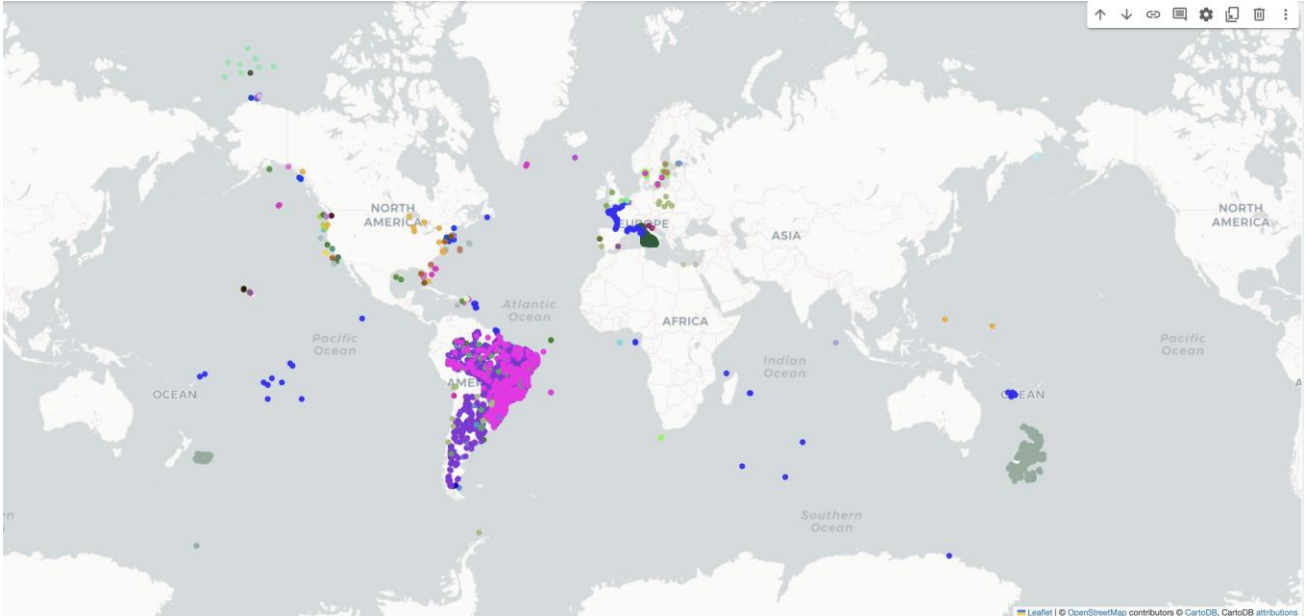 NORTH
AMERICA
EUROPE
ASIA
NORTH
AMERICA
Atlantic
Ocean
AFRICA
Pacific
Ocean
Pacific
Ocean
Indian
Ocean
AMER
OCEAN
OCEAN
A
Southern
Ocean
n
Leaflet | © OpenStreetMap contributors © CartoDB, CartoDB attributions